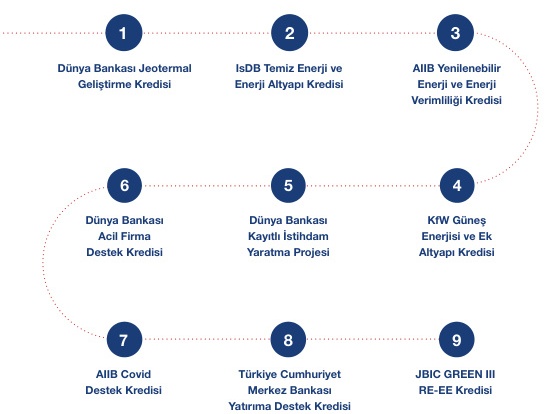 1
Dünya Bankası Jeotermal
Geliştirme Kredisi
2
IsDB Temiz Enerji ve
Enerji Altyapı Kredisi
3
AIIB Yenilenebilir
Enerji ve Enerji
Verimliliği Kredisi
4
KfW Güneş
Enerjisi ve Ek
Altyapı Kredisi
5
Dünya Bankası
Kayıtlı İstihdam
Yaratma Projesi
6
Dünya Bankası
Acil Firma
Destek Kredisi
7
AIIB Covid
Destek Kredisi
8
Türkiye Cumhuriyet
Merkez Bankası
Yatırıma Destek Kredisi
9
JBIC GREEN III
RE-EE Kredisi